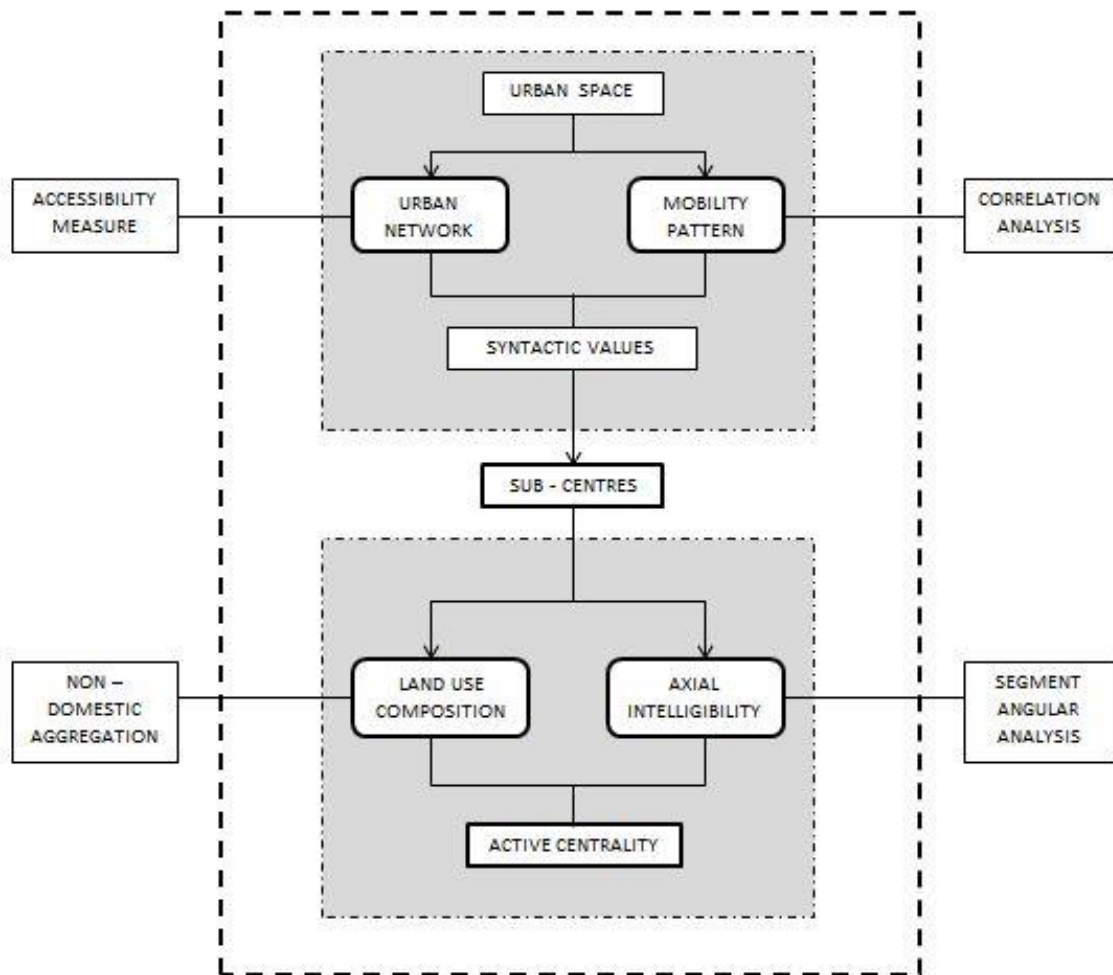 URBAN SPACE
ACCESSIBILITY
MEASURE
URBAN
NETWORK
MOBILITY
PATTERN
CORRELATION
ANALYSIS
SYNTACTIC VALUES
SUB - CENTRES
NON –
DOMESTIC
AGGREGATION
LAND USE
COMPOSITION
AXIAL
INTELLIGIBILITY
SEGMENT
ANGULAR
ANALYSIS
ACTIVE CENTRALITY